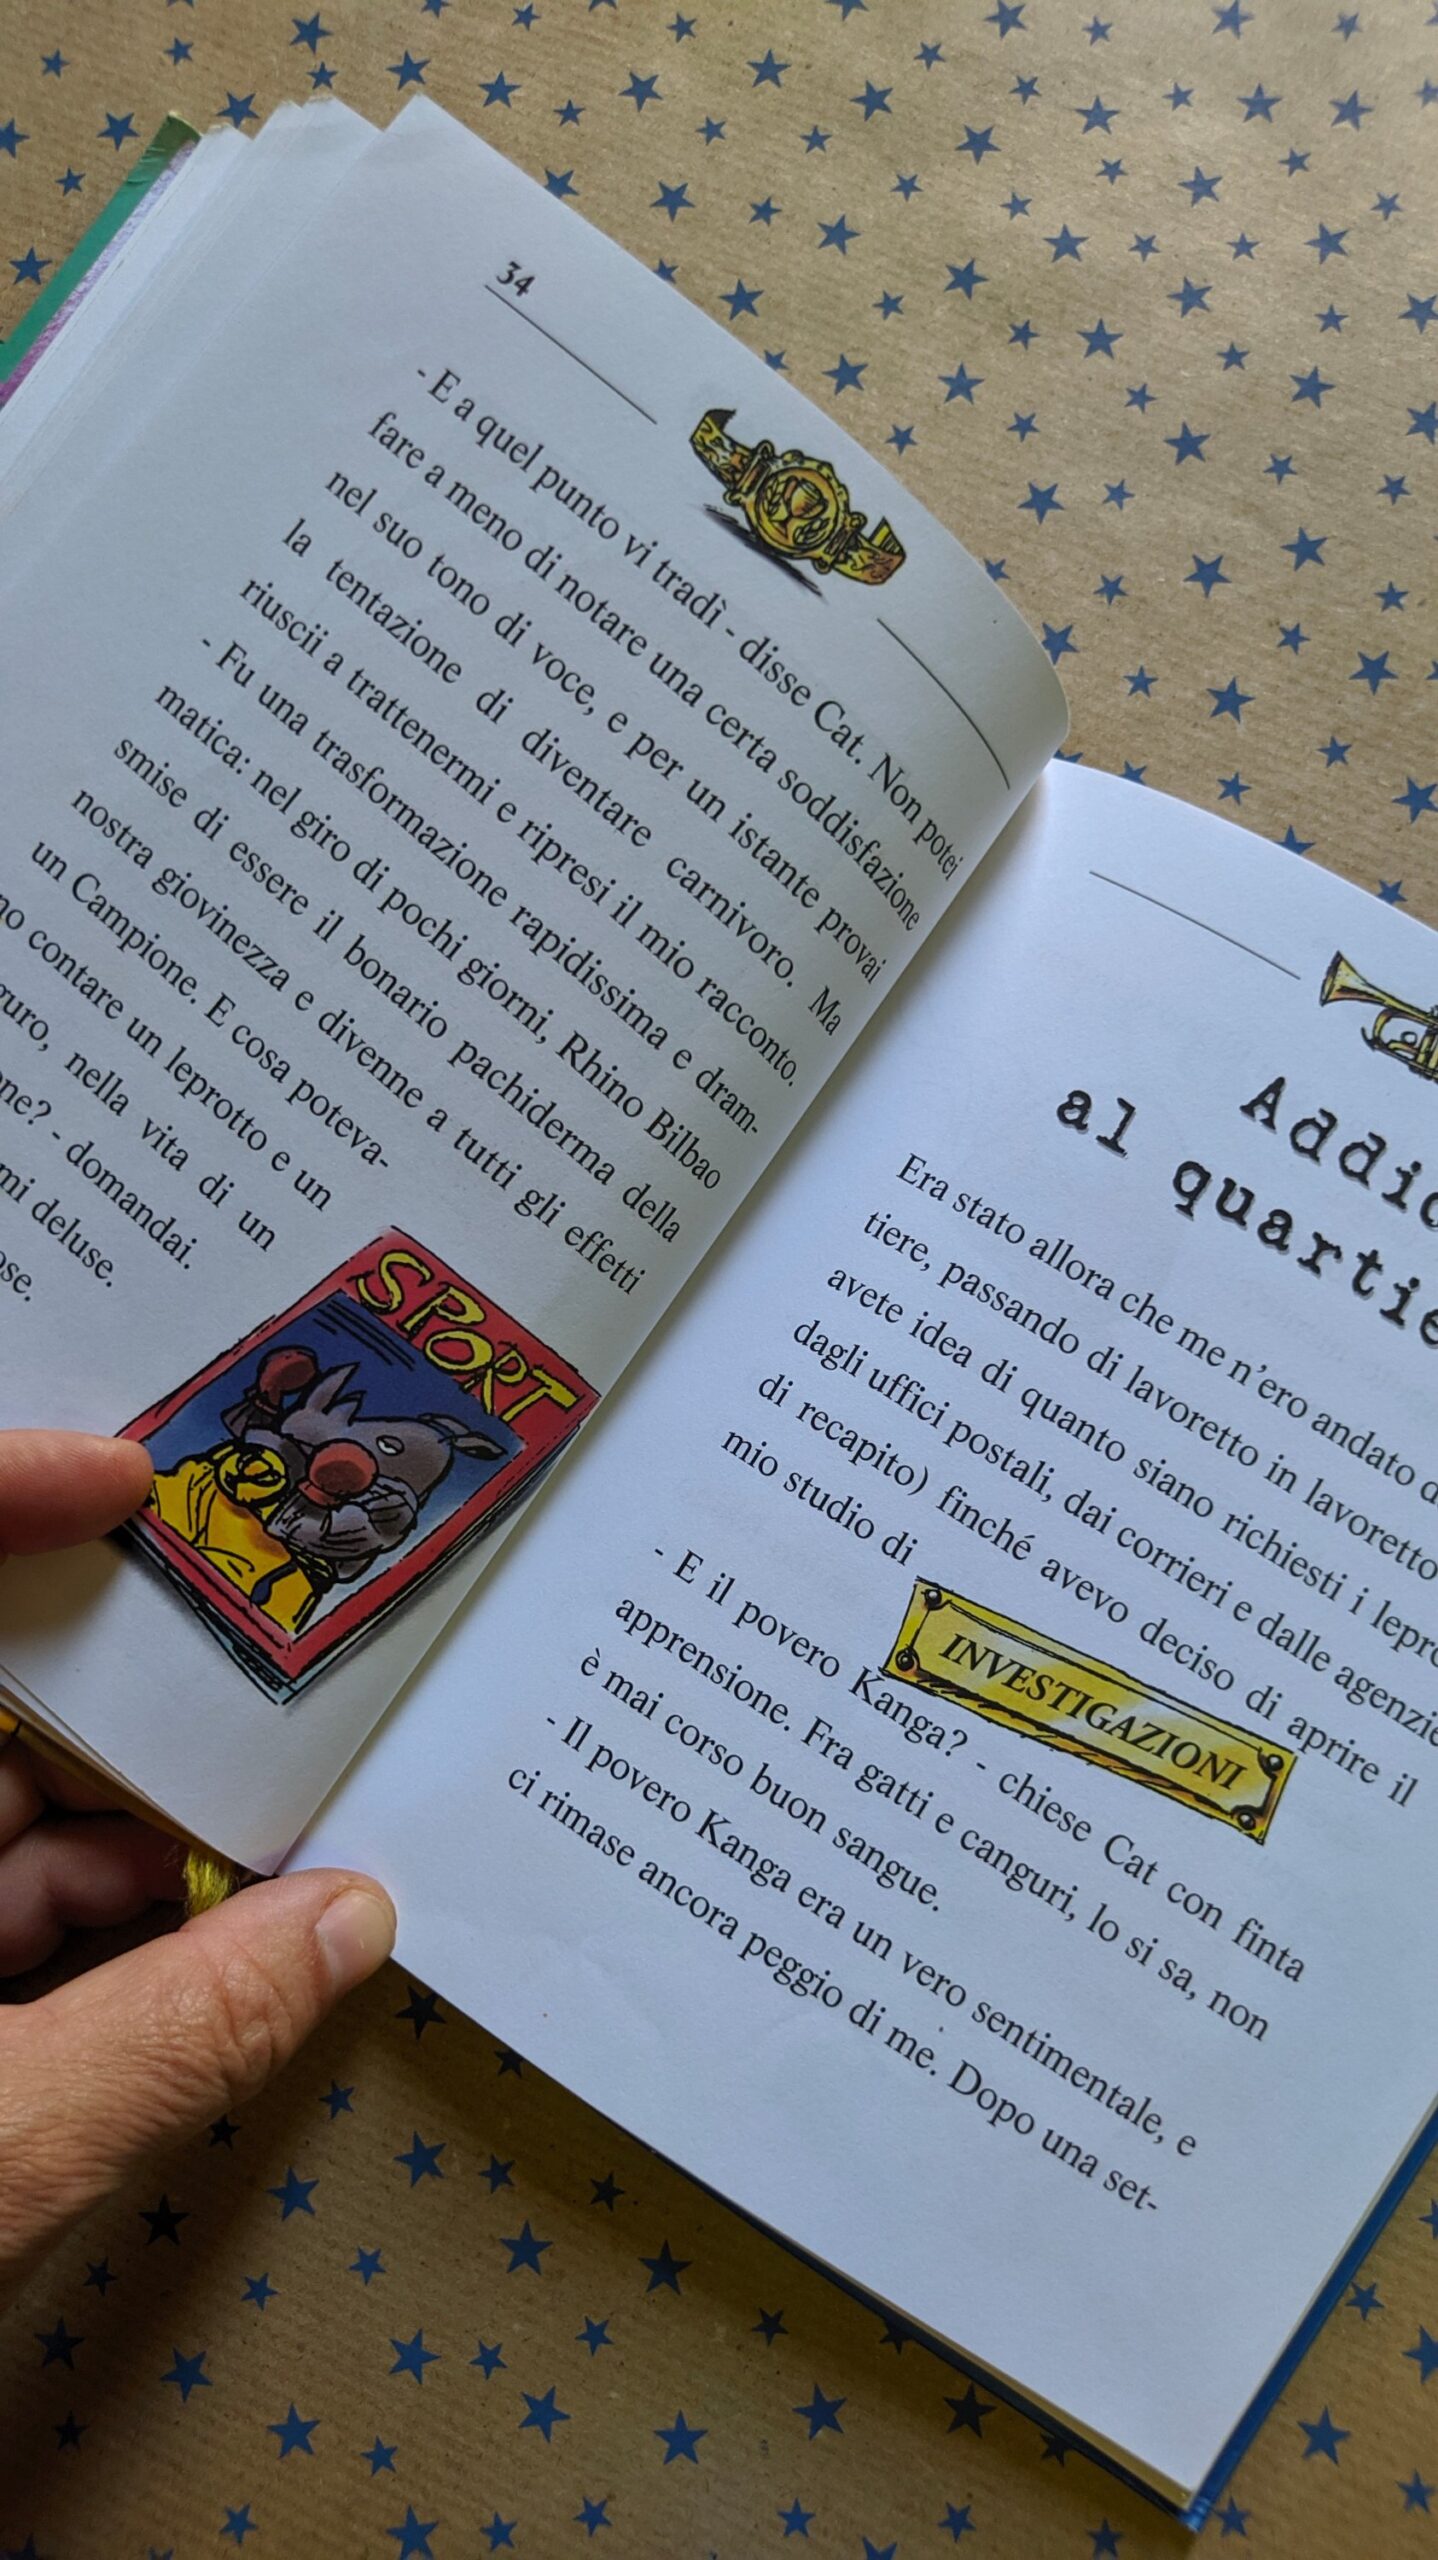 34
- E a quel punto vi tradì - disse Cat. Non potei
fare a meno di notare una certa soddisfazione
nel suo tono di voce, e per un istante provai
la tentazione di diventare carnivoro. Ma
riuscii a trattenermi e ripresi il mio racconto.
- Fu una trasformazione rapidissima e dram-
matica: nel giro di pochi giorni, Rhino Bilbao
smise di essere il bonario pachiderma della
nostra giovinezza e divenne a tutti gli effetti
un Campione. E cosa poteva-
no contare un leprotto e un
guro, nella vita di un
one? - domandai.
mi deluse.
ose.
SPORT
Addio
al quartie
Era stato allora che me n'ero andato d
tiere, passando di lavoretto in lavoretto
avete idea di quanto siano richiesti i lepro
dagli uffici postali, dai corrieri e dalle agenzie
di recapito) finché avevo deciso di aprire il
mio studio di
INVESTIGAZIONI
- E il povero Kanga? - chiese Cat con finta
apprensione. Fra gatti e canguri, lo si sa, non
è mai corso buon sangue.
- Il povero Kanga era un vero sentimentale, e
ci rimase ancora peggio di me. Dopo una set-